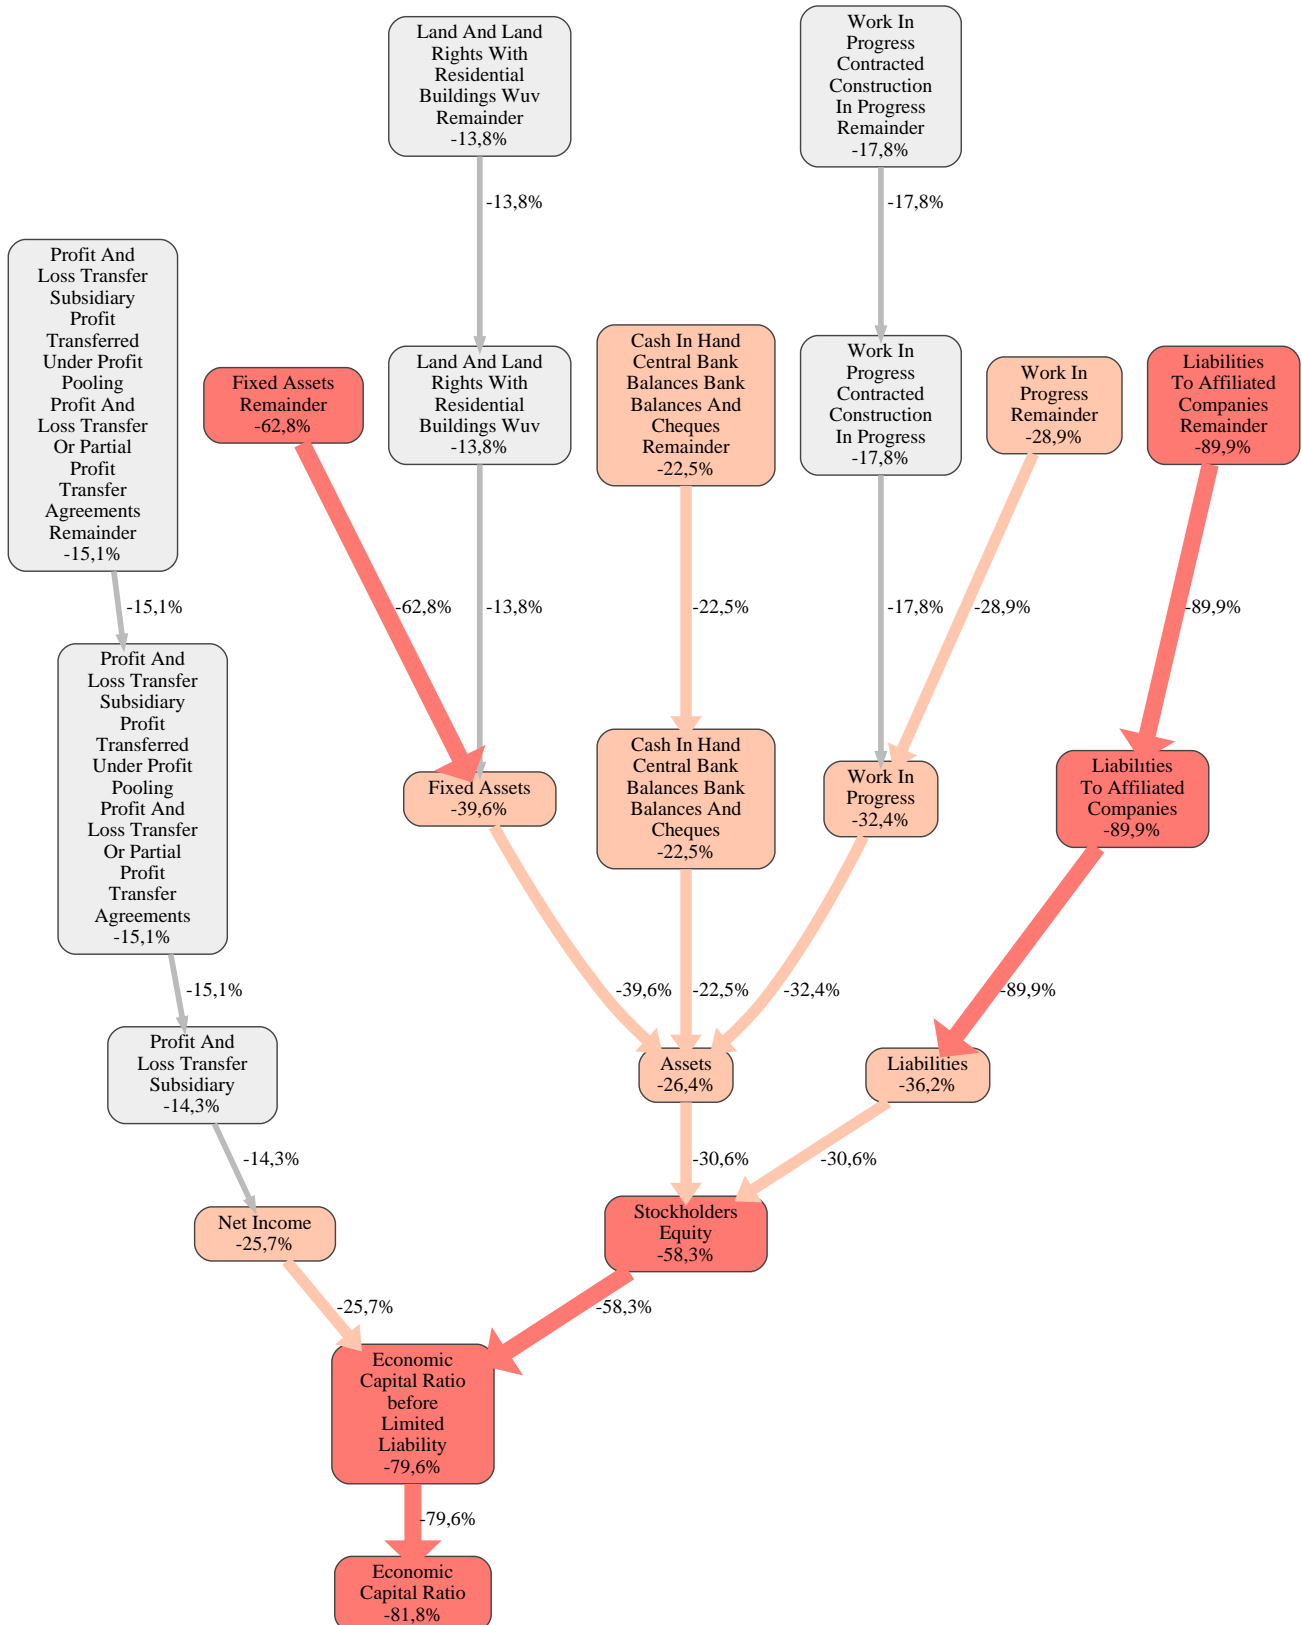 Land And Land
Rights With
Residential
Buildings Wuv
Remainder
-13,8%
Work In
Progress
Contracted
Construction
In Progress
Remainder
-17,8%
-13,8%
-17,8%
Profit And
Loss Transfer
Subsidiary
Profit
Transferred
Under Profit
Pooling
Profit And
Loss Transfer
Or Partial
Profit
Transfer
Agreements
Remainder
-15,1%
Fixed Assets
Remainder
-62,8%
Land And Land
Rights With
Residential
Buildings Wuv
-13,8%
Cash In Hand
Central Bank
Balances Bank
Balances And
Cheques
Remainder
-22,5%
Work In
Progress
Contracted
Construction
In Progress
-17,8%
Work In
Progress
Remainder
-28,9%
Liabilities
To Affiliated
Companies
Remainder
-89,9%
-15,1%
-62,8%
-13,8%
-22,5%
-17,8%
-28,9%
-89,9%
Profit And
Loss Transfer
Subsidiary
Profit
Transferred
Under Profit
Pooling
Profit And
Loss Transfer
Or Partial
Profit
Transfer
Agreements
-15,1%
Fixed Assets
-39,6%
Cash In Hand
Central Bank
Balances Bank
Balances And
Cheques
-22,5%
Work In
Progress
-32,4%
Liabilities
To Affiliated
Companies
-89,9%
-15,1%
-39,6%
-22,5%
-32,4%
-89,9%
Profit And
Loss Transfer
Subsidiary
-14,3%
Assets
-26,4%
Liabilities
-36,2%
-14,3%
-30,6%
-30,6%
Net Income
-25,7%
Stockholders
Equity
-58,3%
-25,7%
-58,3%
Economic
Capital Ratio
before
Limited
Liability
-79,6%
-79,6%
Economic
Capital Ratio
-81,8%